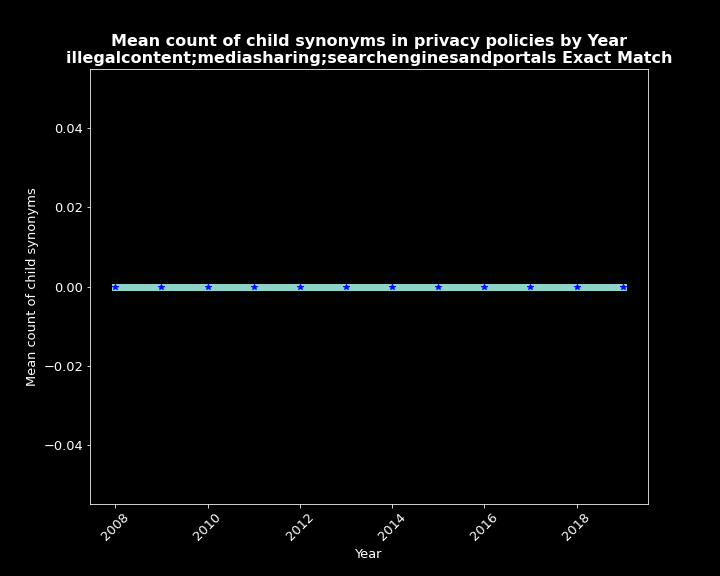 Mean count of child synonyms in privacy policies by Year
illegalcontent;mediasharing;searchenginesandportals Exact Match
Mean count of child synonyms
0.04
0.02
0.00
−0.02
−0.04
2008
2010
2012
2014
2016
2018
Year